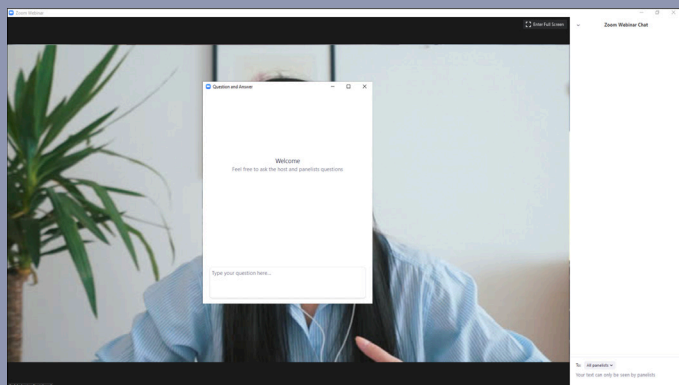 Zoom Webinar
Enter Full Screen
Zoom Webinar Chat
Question and Answer
Welcome
Feel free to ask the host and panelists questions
Type your question here...
To: All panelists
Your text can only be seen by panelists